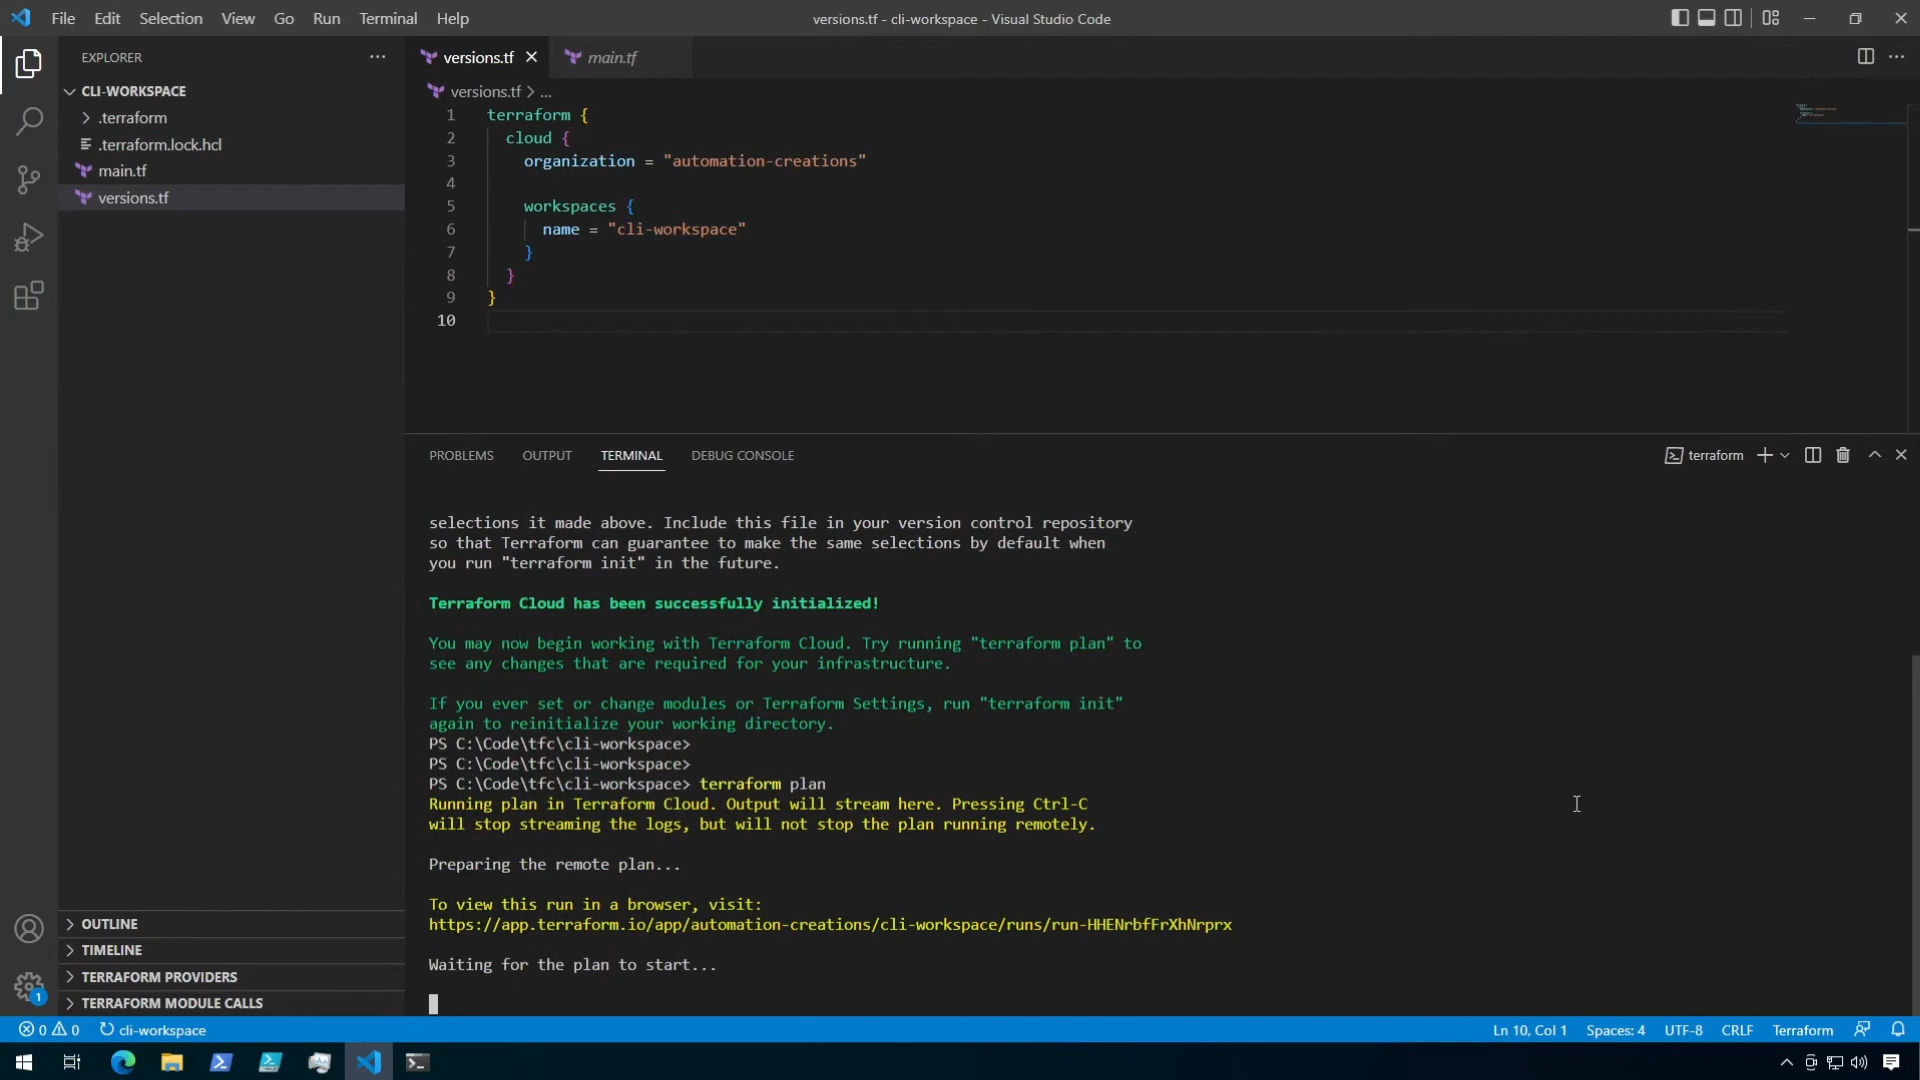 File Edit Selection View Go Run Terminal Help
versions.tf - cli-workspace - Visual Studio Code
EXPLORER
CLI-WORKSPACE
.terraform
.terraform.lock.hcl
main.tf
versions.tf
OUTLINE
TIMELINE
TERRAFORM PROVIDERS
TERRAFORM MODULE CALLS
versions.tf main.tf
versions.tf > ...
1 terraform {
2 cloud {
3 organization = "automation-creations"
4
5 workspaces {
6 name = "cli-workspace"
7 }
8 }
9 }
10
PROBLEMS OUTPUT TERMINAL DEBUG CONSOLE
terraform
selections it made above. Include this file in your version control repository
so that Terraform can guarantee to make the same selections by default when
you run "terraform init" in the future.
Terraform Cloud has been successfully initialized!
You may now begin working with Terraform Cloud. Try running "terraform plan" to
see any changes that are required for your infrastructure.
If you ever set or change modules or Terraform Settings, run "terraform init"
again to reinitialize your working directory.
PS C:\Code\tfc\cli-workspace>
PS C:\Code\tfc\cli-workspace>
PS C:\Code\tfc\cli-workspace> terraform plan
Running plan in Terraform Cloud. Output will stream here. Pressing Ctrl-C
will stop streaming the logs, but will not stop the plan running remotely.
Preparing the remote plan...
To view this run in a browser, visit:
https://app.terraform.io/app/automation-creations/cli-workspace/runs/run-HHENrbfFrXhNrprx
Waiting for the plan to start...
1
0 0 cli-workspace
Ln 10, Col 1 Spaces: 4 UTF-8 CRLF Terraform